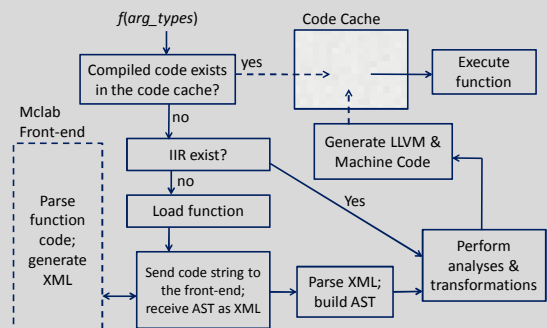 f(arg_types)
Code Cache
Compiled code exists
in the code cache?
yes
Execute
function
no
Mclab
Front-end
IIR exist?
Generate LLVM &
Machine Code
no
Yes
Parse
function
code;
generate
XML
Load function
Send code string to
the front-end;
receive AST as XML
Parse XML;
build AST
Perform
analyses &
transformations